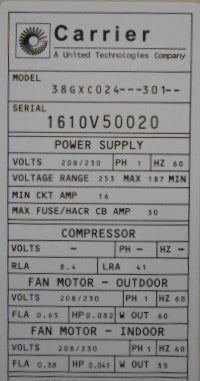 Carrier
A United Technologies Company
MODEL
38GXC024---301--
SERIAL
1610V50020
POWER SUPPLY
VOLTS 208/230 PH 1 HZ 60
VOLTAGE RANGE 253 MAX 187 MIN
MIN CKT AMP 16
MAX FUSE/HACR CB AMP 30
COMPRESSOR
VOLTS - PH - HZ -
RLA 8.4 LRA 41
FAN MOTOR - OUTDOOR
VOLTS 208/230 PH 1 HZ 60
FLA 0.65 HP 0.082 W OUT 60
FAN MOTOR - INDOOR
VOLTS 208/230 PH 1 HZ 60
FLA 0.38 HP 0.041 W OUT 35